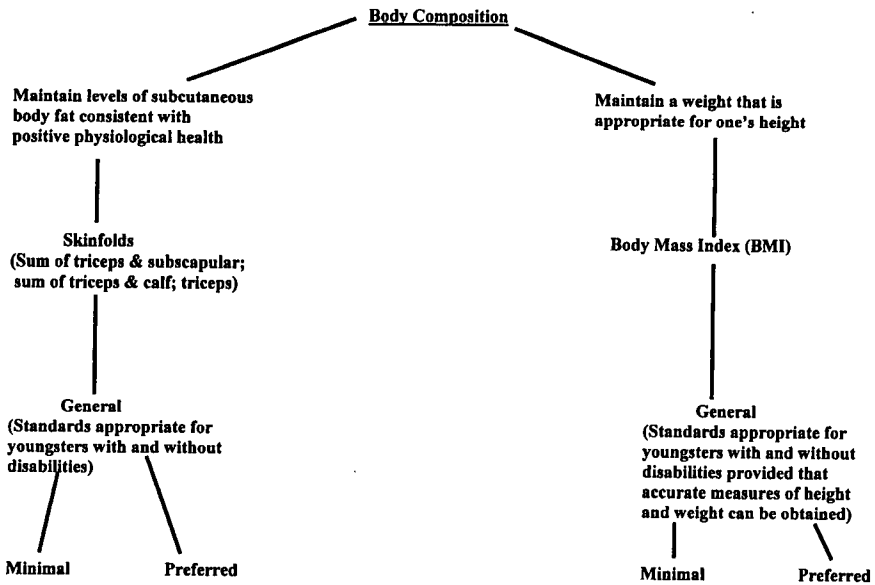 Body Composition
Maintain levels of subcutaneous
body fat consistent with
positive physiological health
Skinfolds
(Sum of triceps & subscapular;
sum of triceps & calf; triceps)
General
(Standards appropriate for
youngsters with and without
disabilities)
Minimal
Preferred
Maintain a weight that is
appropriate for one's height
Body Mass Index (BMI)
General
(Standards appropriate for
youngsters with and without
disabilities provided that
accurate measures of height
and weight can be obtained)
Minimal
Preferred